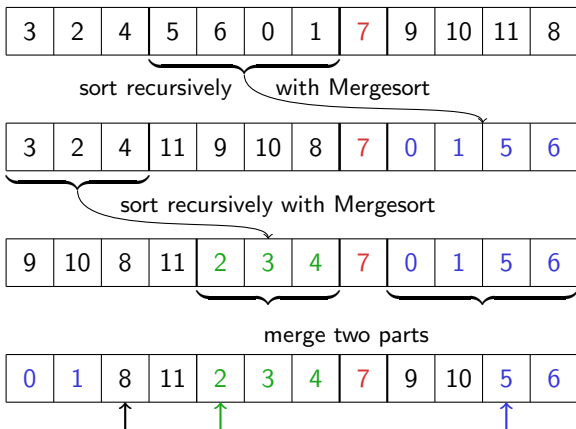 3 2 4 5 6 0 1 7 9 10 11 8
sort recursively with Mergesort
3 2 4 11 9 10 8 7 0 1 5 6
sort recursively with Mergesort
9 10 8 11 2 3 4 7 0 1 5 6
merge two parts
0 1 8 11 2 3 4 7 9 10 5 6